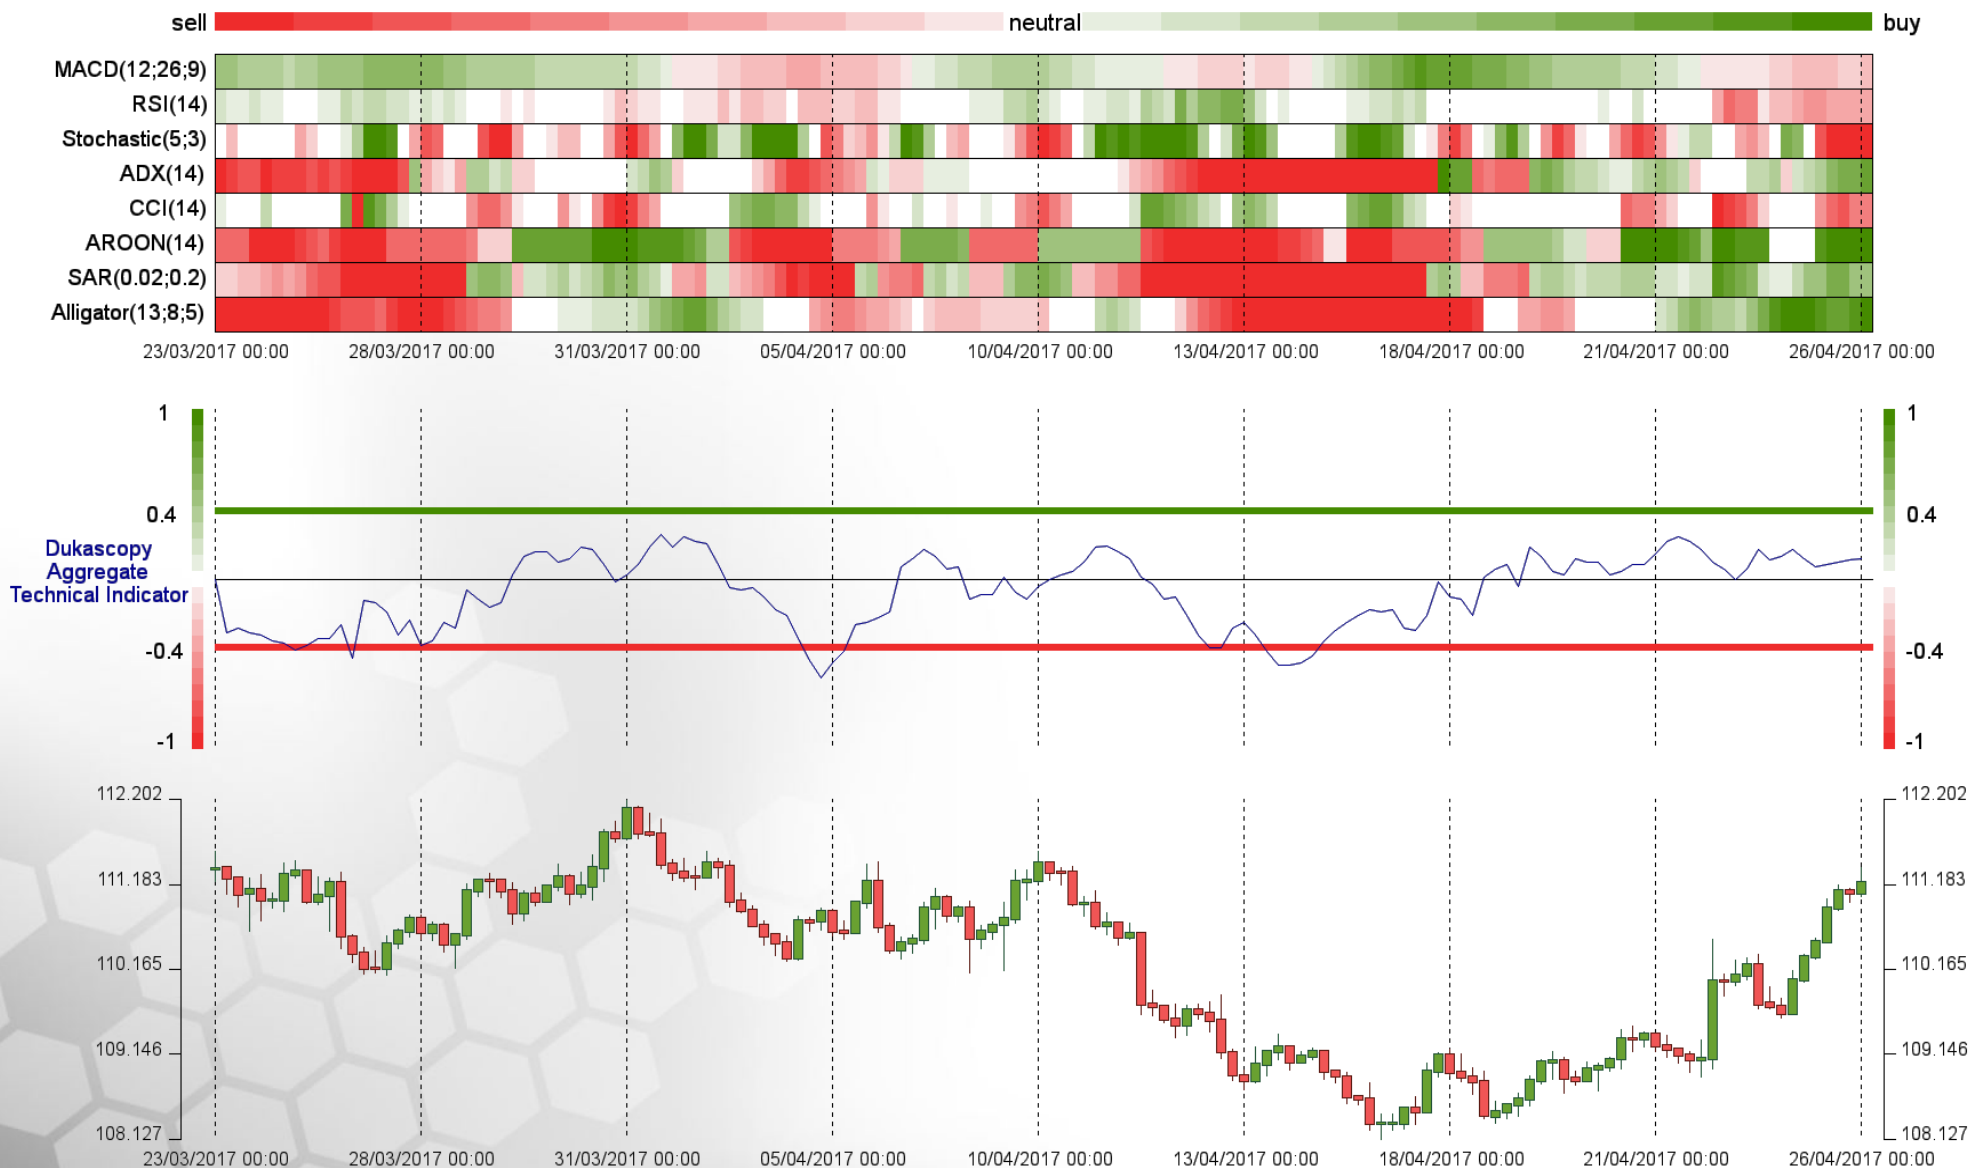 sell neutral buy
MACD(12;26;9)
RSI(14)
Stochastic(5;3)
ADX(14)
CCI(14)
AROON(14)
SAR(0.02;0.2)
Alligator(13;8;5)
23/03/2017 00:00 28/03/2017 00:00 31/03/2017 00:00 05/04/2017 00:00 10/04/2017 00:00 13/04/2017 00:00 18/04/2017 00:00 21/04/2017 00:00 26/04/2017 00:00
1 1
0.4 0.4
Dukascopy
Aggregate
Technical Indicator
-0.4 -0.4
-1 -1
112.202 112.202
111.183 111.183
110.165 110.165
109.146 109.146
108.127 108.127
23/03/2017 00:00 28/03/2017 00:00 31/03/2017 00:00 05/04/2017 00:00 10/04/2017 00:00 13/04/2017 00:00 18/04/2017 00:00 21/04/2017 00:00 26/04/2017 00:00